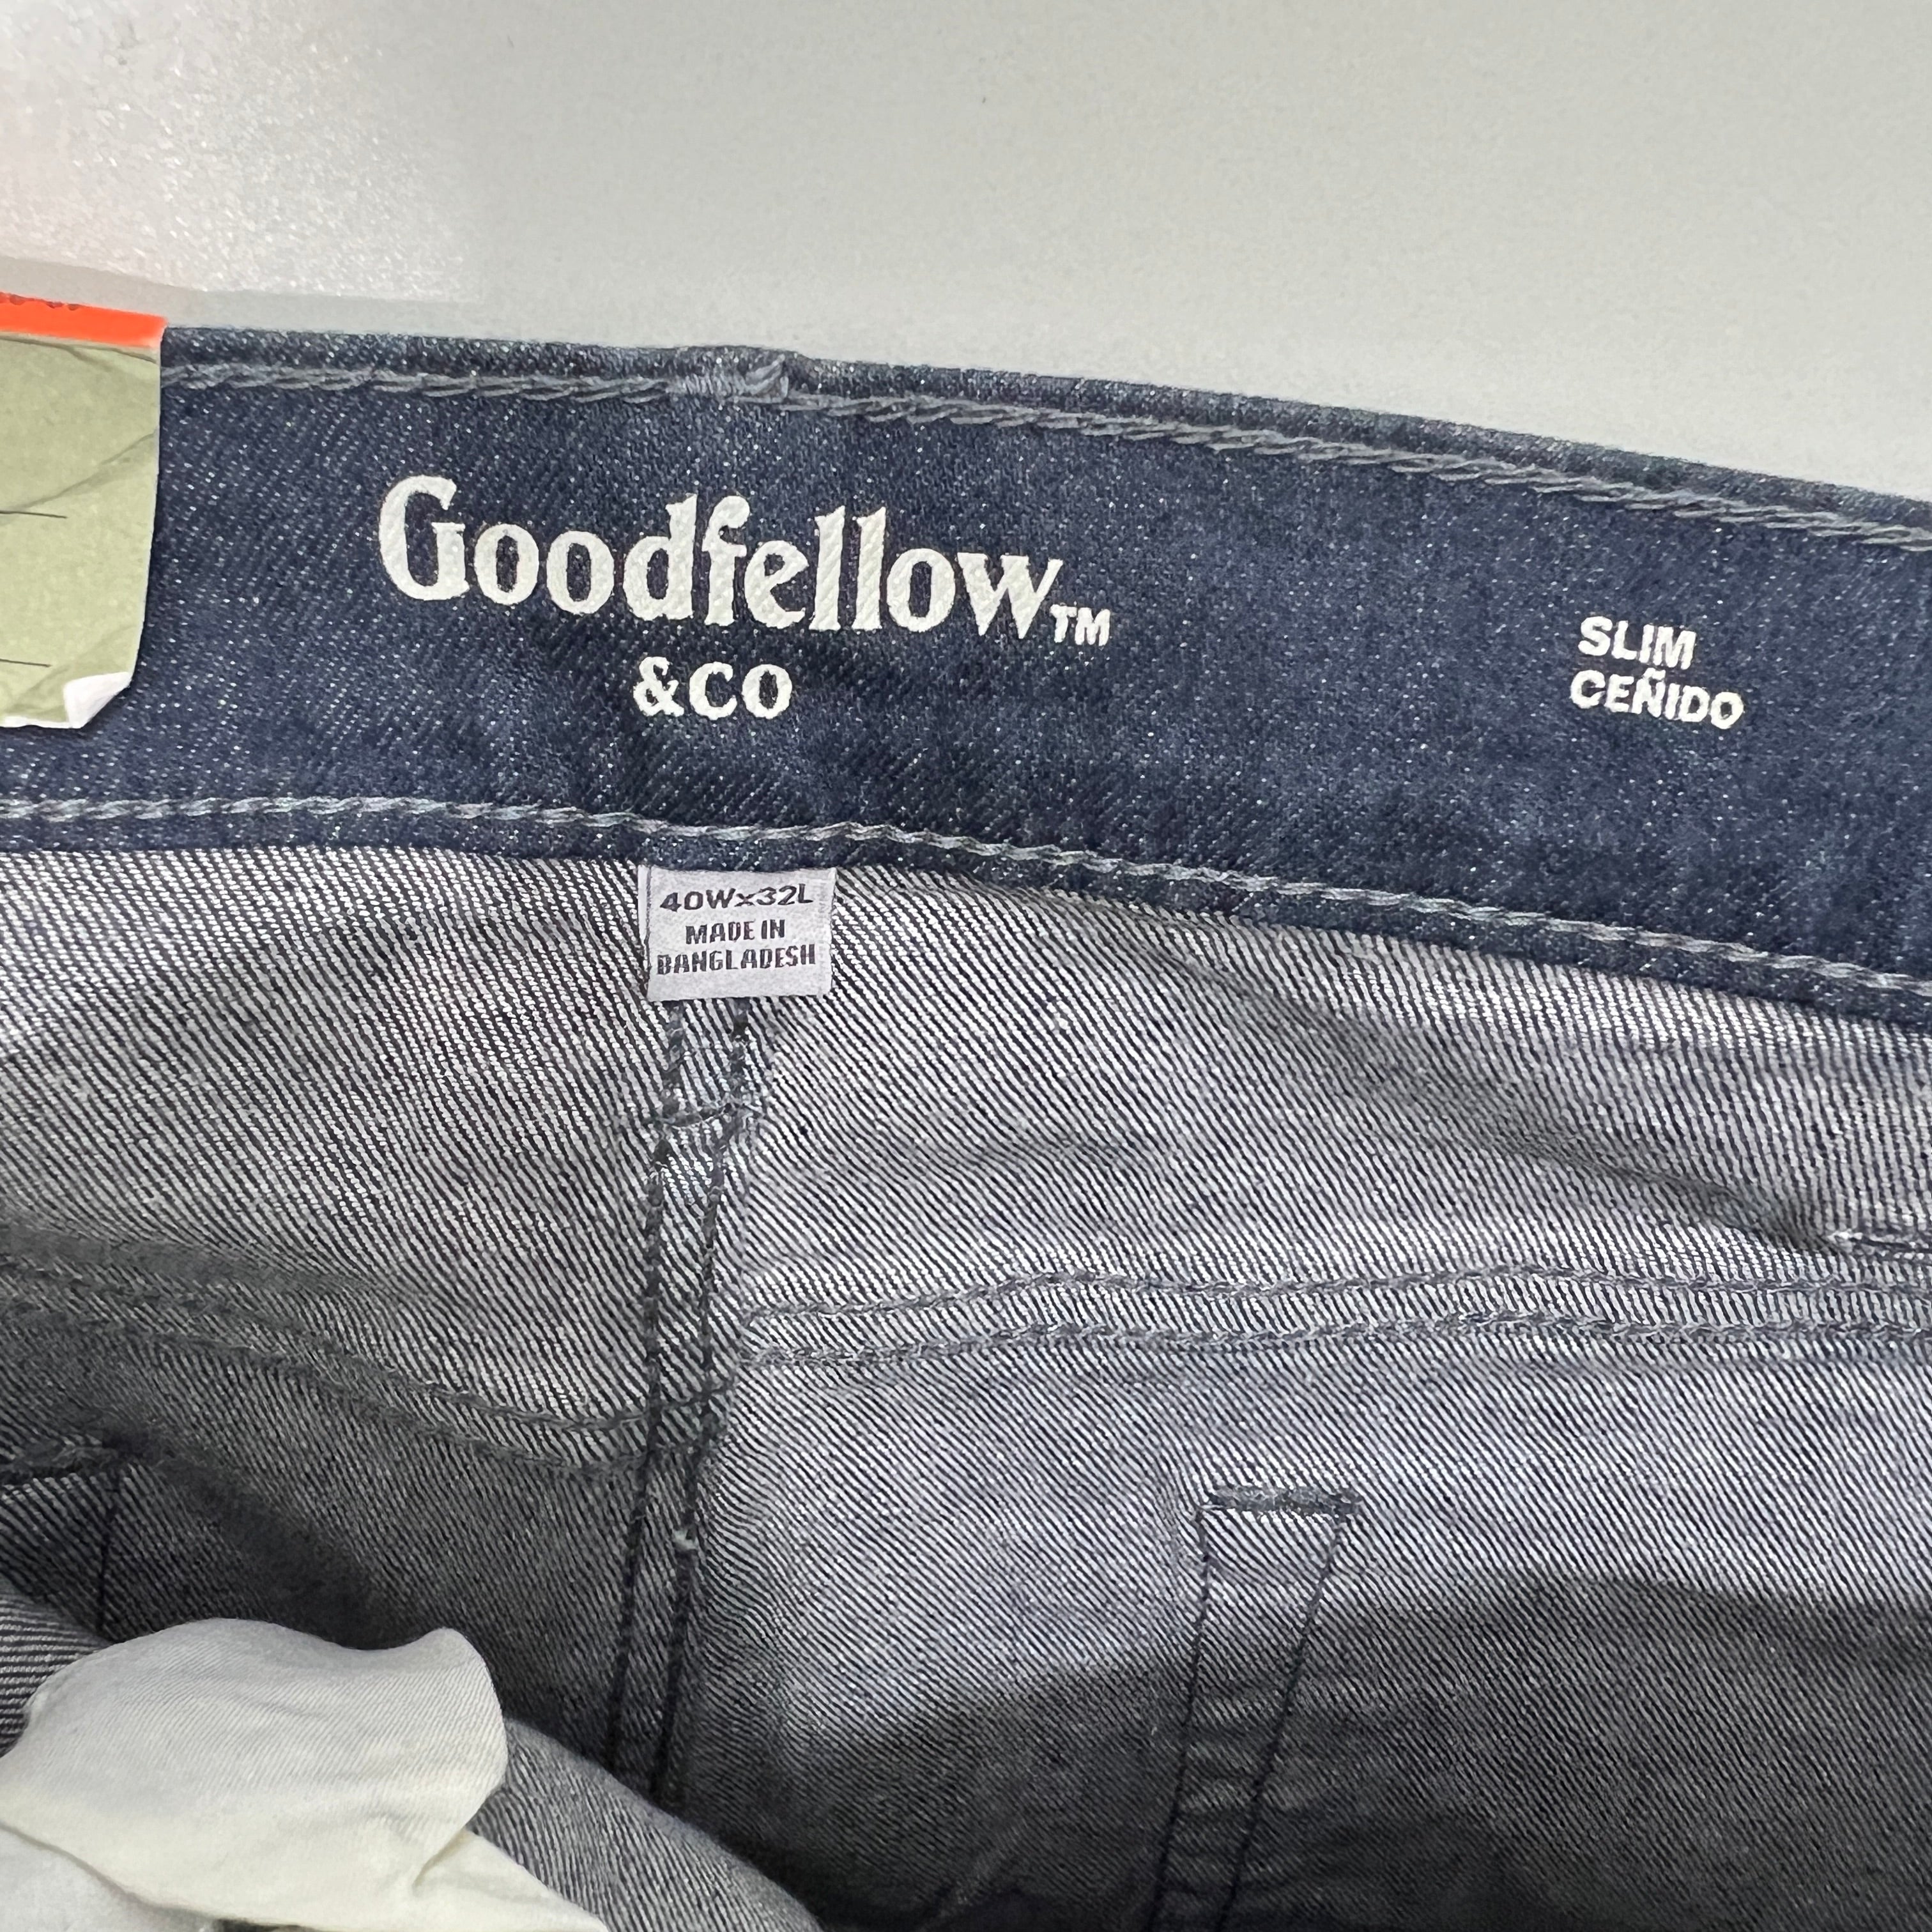 Goodfellow™
&CO
SLIM
CEÑIDO
40Wx32L
MADE IN
BANGLADESH